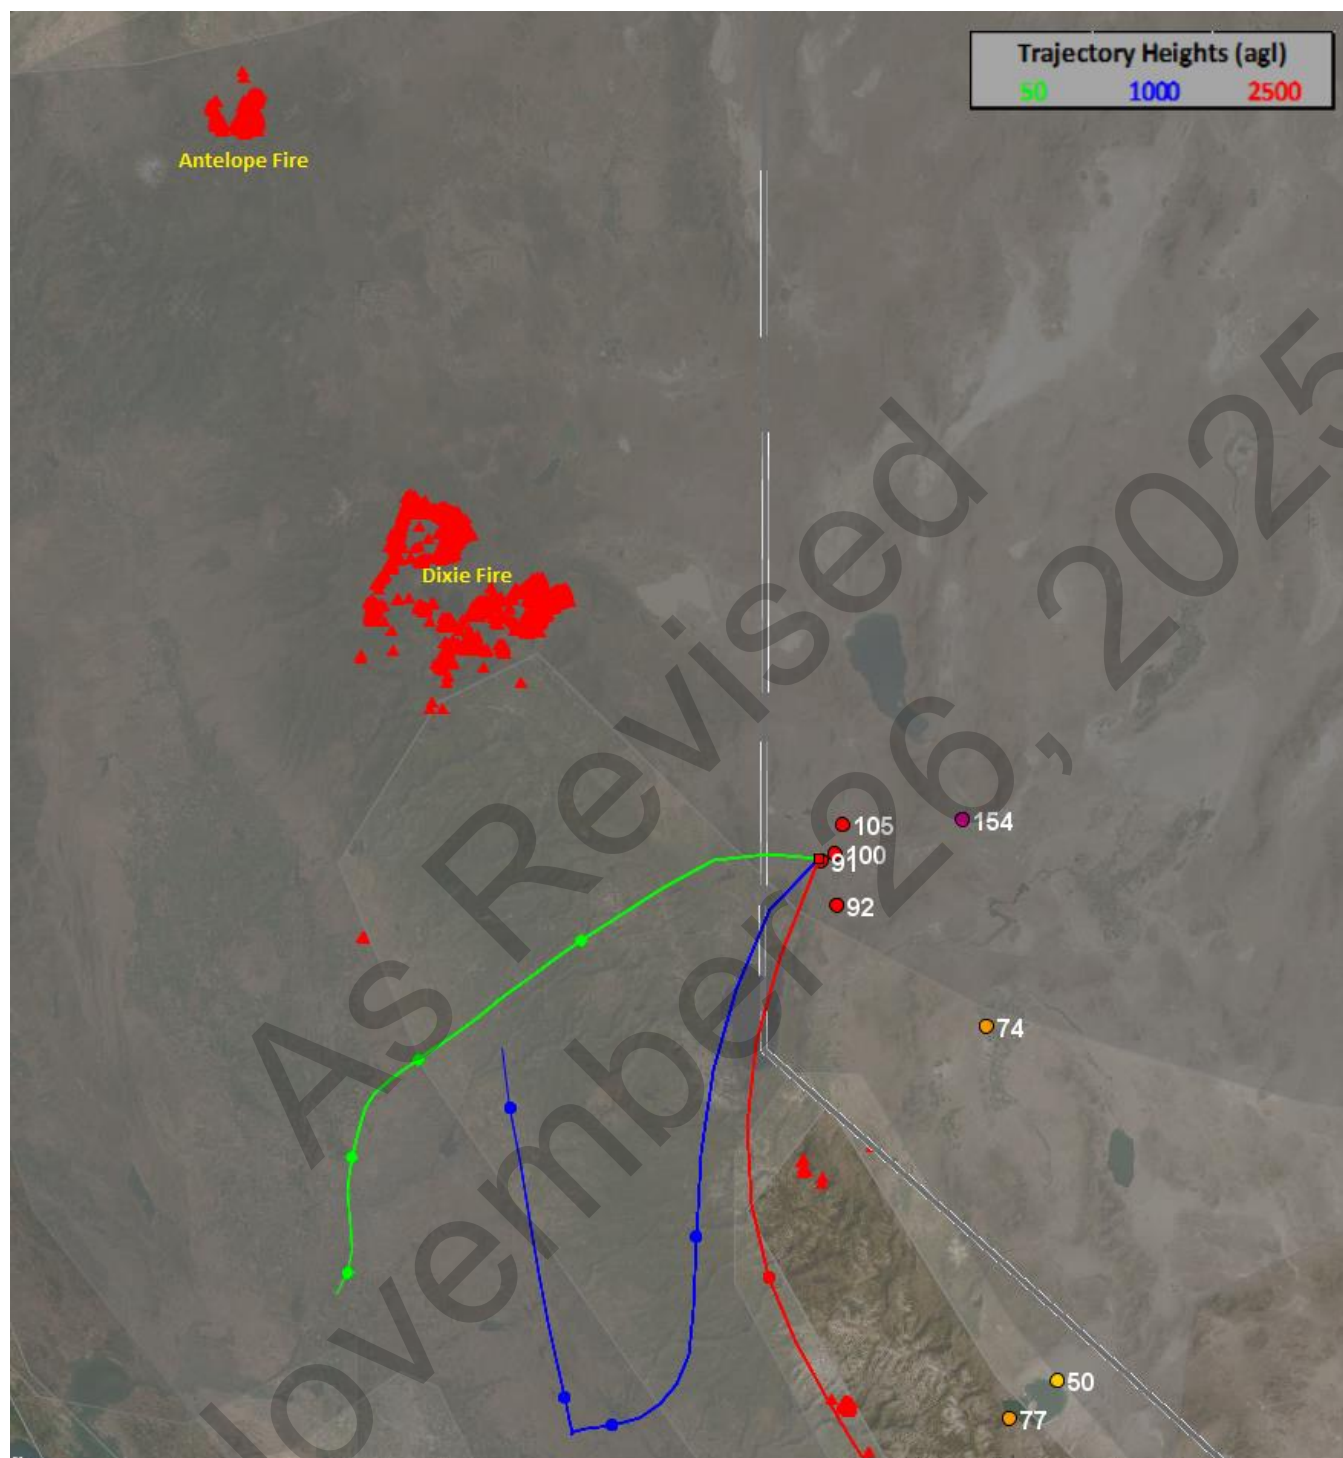 Trajectory Heights (agl)
50 1000 2500
Antelope Fire
Dixie Fire
105
154
100
91
92
74
50
77
As Revised
November 26, 2025